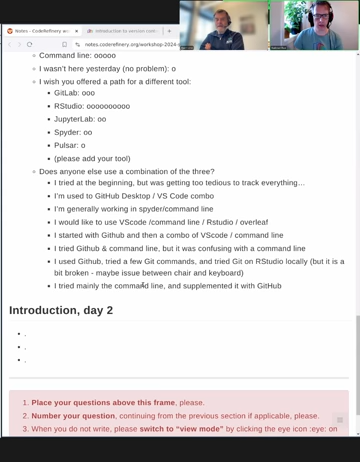 Notes - CodeRefinery
Introduction to version cont
notes.coderefinery.org/workshop-2024-
Command line: ooooo
I wasn't here yesterday (no problem): o
I wish you offered a path for a different tool:
GitLab: ooo
RStudio: oooooooooo
JupyterLab: oo
Spyder: oo
Pulsar: o
(please add your tool)
Does anyone else use a combination of the three?
I tried at the beginning, but was getting too tedious to track everything…
I'm used to GitHub Desktop / VS Code combo
I'm generally working in spyder/command line
I would like to use VScode /command line / Rstudio / overleaf
I started with Github and then a combo of VScode / command line
I tried Github & command line, but it was confusing with a command line
I used Github, tried a few Git commands, and tried Git on RStudio locally (but it is a
bit broken - maybe issue between chair and keyboard)
I tried mainly the command line, and supplemented it with GitHub
Introduction, day 2
.
.
.
1. Place your questions above this frame, please.
2. Number your question, continuing from the previous section if applicable, please.
3. When you do not write, please switch to “view mode” by clicking the eye icon :eye: on